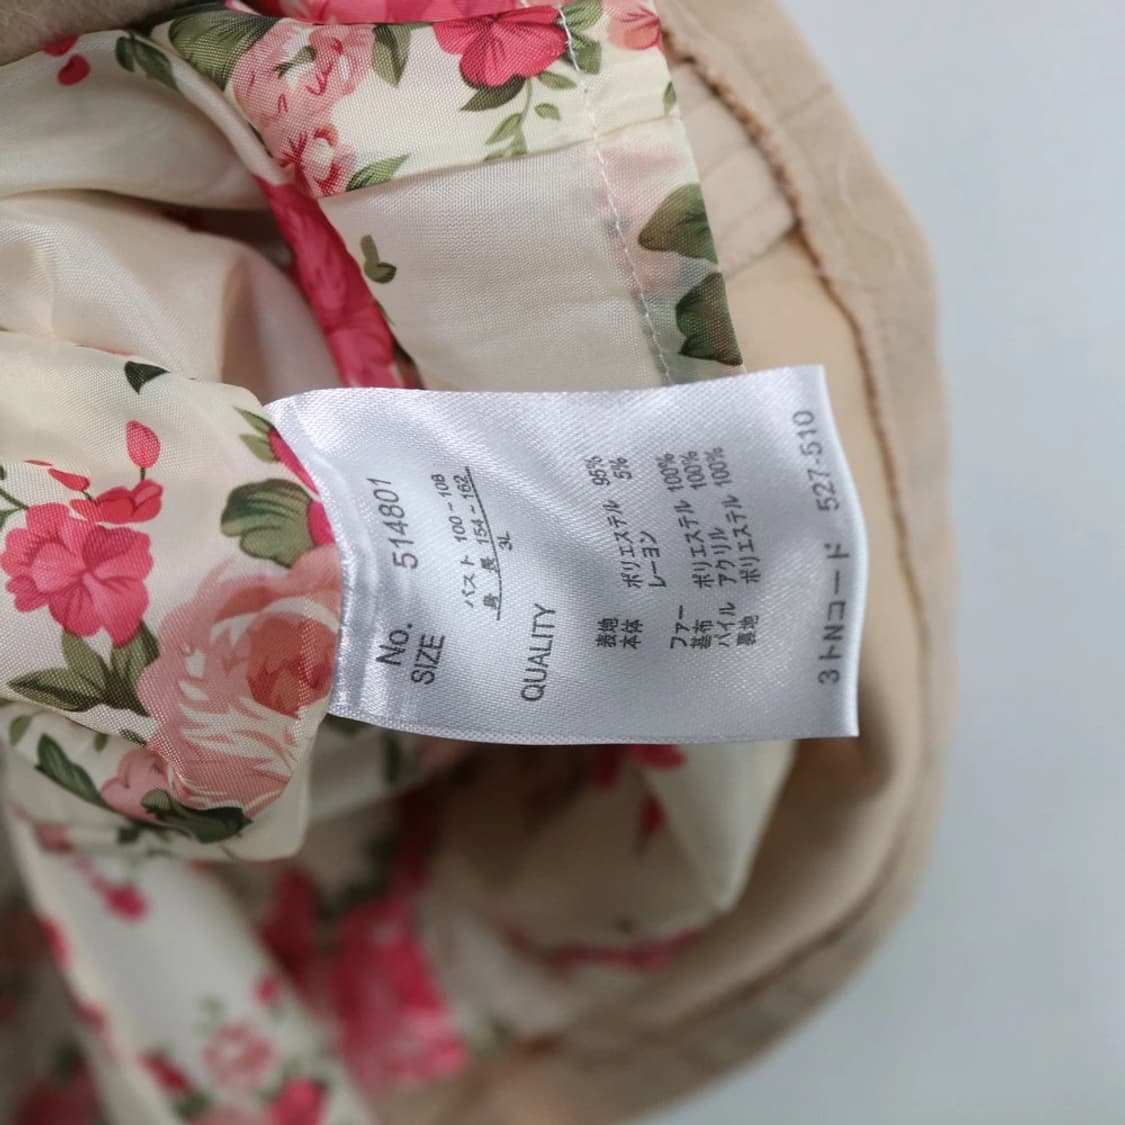 No. 514801
SIZE
バスト 100-108
身長 154-162
3L
QUALITY
表地
本体 ポリエステル 95%
レーヨン 5%
ファー
基布 ポリエステル 100%
パイル アクリル 100%
裏地 ポリエステル 100%
3トNコード 527-510